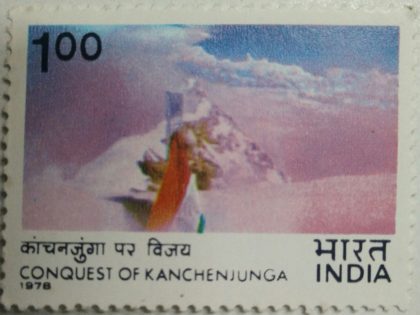 1.00
कांचनजुंगा पर विजय
CONQUEST OF KANCHENJUNGA
1978
भारत
INDIA